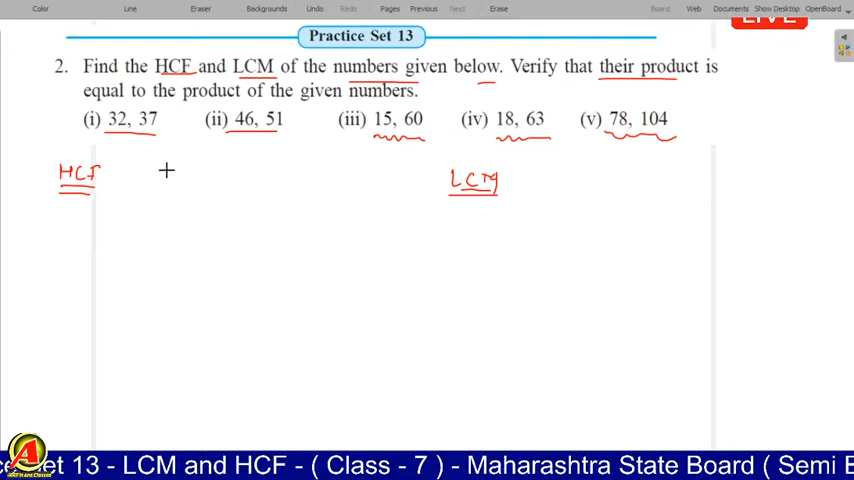 Color Line Eraser Backgrounds Undo Redo Pages Previous Next Erase Board Web Documents Show Desktop OpenBoard
LIVE
Practice Set 13
2. Find the HCF and LCM of the numbers given below. Verify that their product is
equal to the product of the given numbers.
(i) 32, 37 (ii) 46, 51 (iii) 15, 60 (iv) 18, 63 (v) 78, 104
HCF LCM
A
ce Set 13 - LCM and HCF - ( Class - 7 ) - Maharashtra State Board ( Semi E